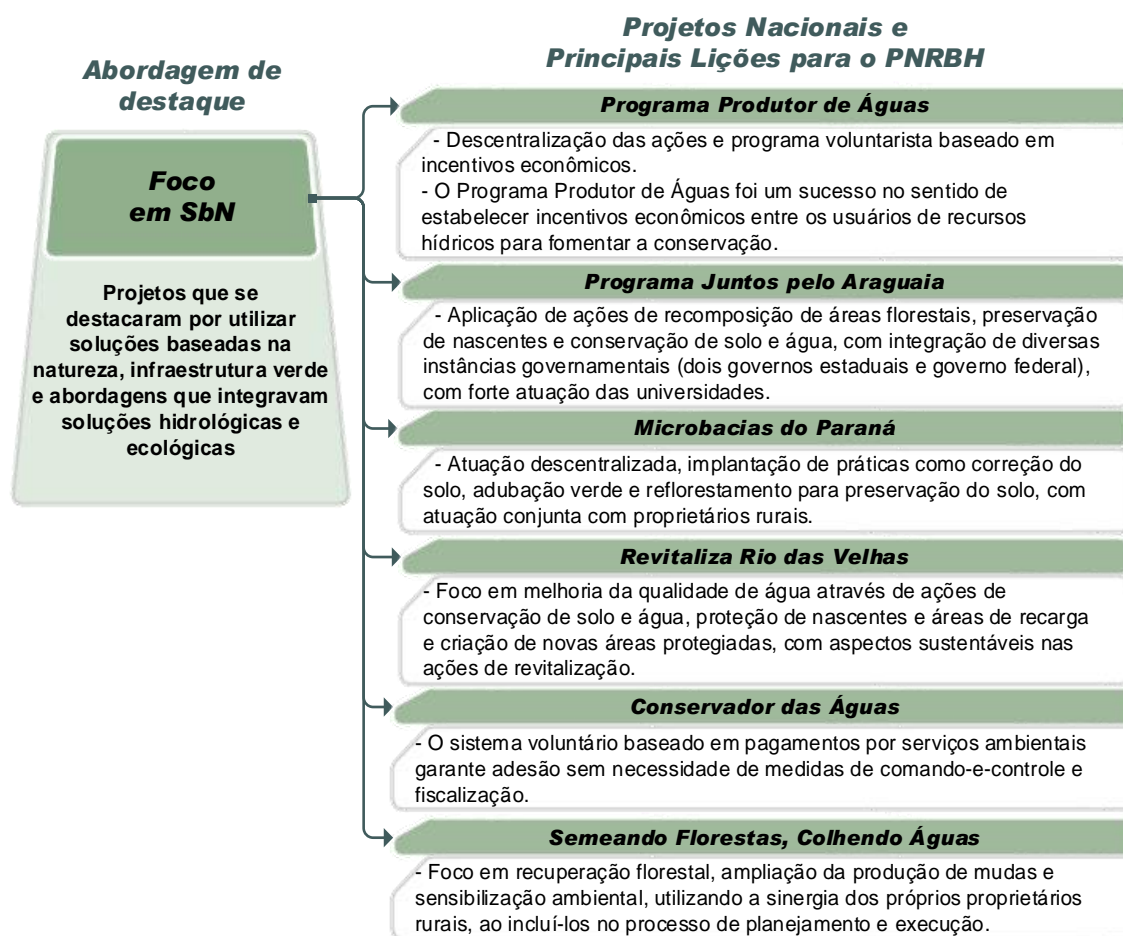 Projetos Nacionais e
Principais Lições para o PNRBH
Abordagem de
destaque
Foco
em SbN
Projetos que se
destacaram por utilizar
soluções baseadas na
natureza, infraestrutura verde
e abordagens que integravam
soluções hidrológicas e
ecológicas
Programa Produtor de Águas
- Descentralização das ações e programa voluntarista baseado em
incentivos econômicos.
- O Programa Produtor de Águas foi um sucesso no sentido de
estabelecer incentivos econômicos entre os usuários de recursos
hídricos para fomentar a conservação.
Programa Juntos pelo Araguaia
- Aplicação de ações de recomposição de áreas florestais, preservação
de nascentes e conservação de solo e água, com integração de diversas
instâncias governamentais (dois governos estaduais e governo federal),
com forte atuação das universidades.
Microbacias do Paraná
- Atuação descentralizada, implantação de práticas como correção do
solo, adubação verde e reflorestamento para preservação do solo, com
atuação conjunta com proprietários rurais.
Revitaliza Rio das Velhas
- Foco em melhoria da qualidade de água através de ações de
conservação de solo e água, proteção de nascentes e áreas de recarga
e criação de novas áreas protegiadas, com aspectos sustentáveis nas
ações de revitalização.
Conservador das Águas
- O sistema voluntário baseado em pagamentos por serviços ambientais
garante adesão sem necessidade de medidas de comando-e-controle e
fiscalização.
Semeando Florestas, Colhendo Águas
- Foco em recuperação florestal, ampliação da produção de mudas e
sensibilização ambiental, utilizando a sinergia dos próprios proprietários
rurais, ao incluí-los no processo de planejamento e execução.